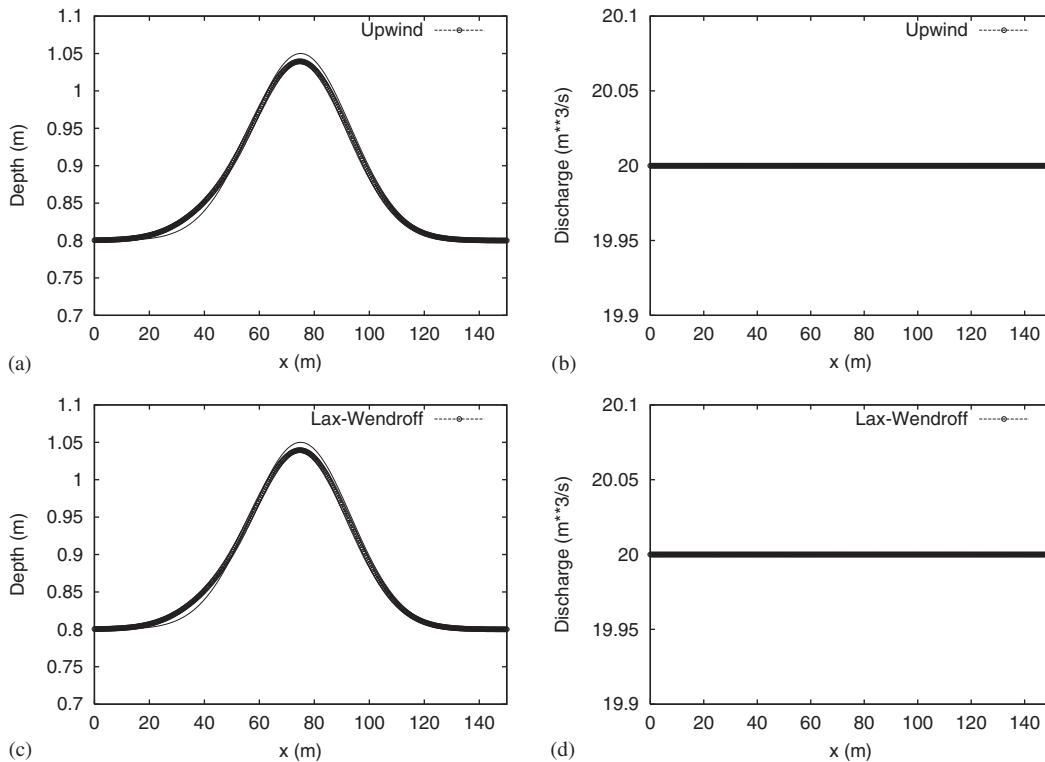 1.1
1.05
1
0.95
0.9
0.85
0.8
0.75
0.7
Depth (m)
Upwind
0 20 40 60 80 100 120 140
x (m)
(a)
20.1
20.05
20
19.95
19.9
Discharge (m**3/s)
Upwind
0 20 40 60 80 100 120 140
x (m)
(b)
1.1
1.05
1
0.95
0.9
0.85
0.8
0.75
0.7
Depth (m)
Lax-Wendroff
0 20 40 60 80 100 120 140
x (m)
(c)
20.1
20.05
20
19.95
19.9
Discharge (m**3/s)
Lax-Wendroff
0 20 40 60 80 100 120 140
x (m)
(d)